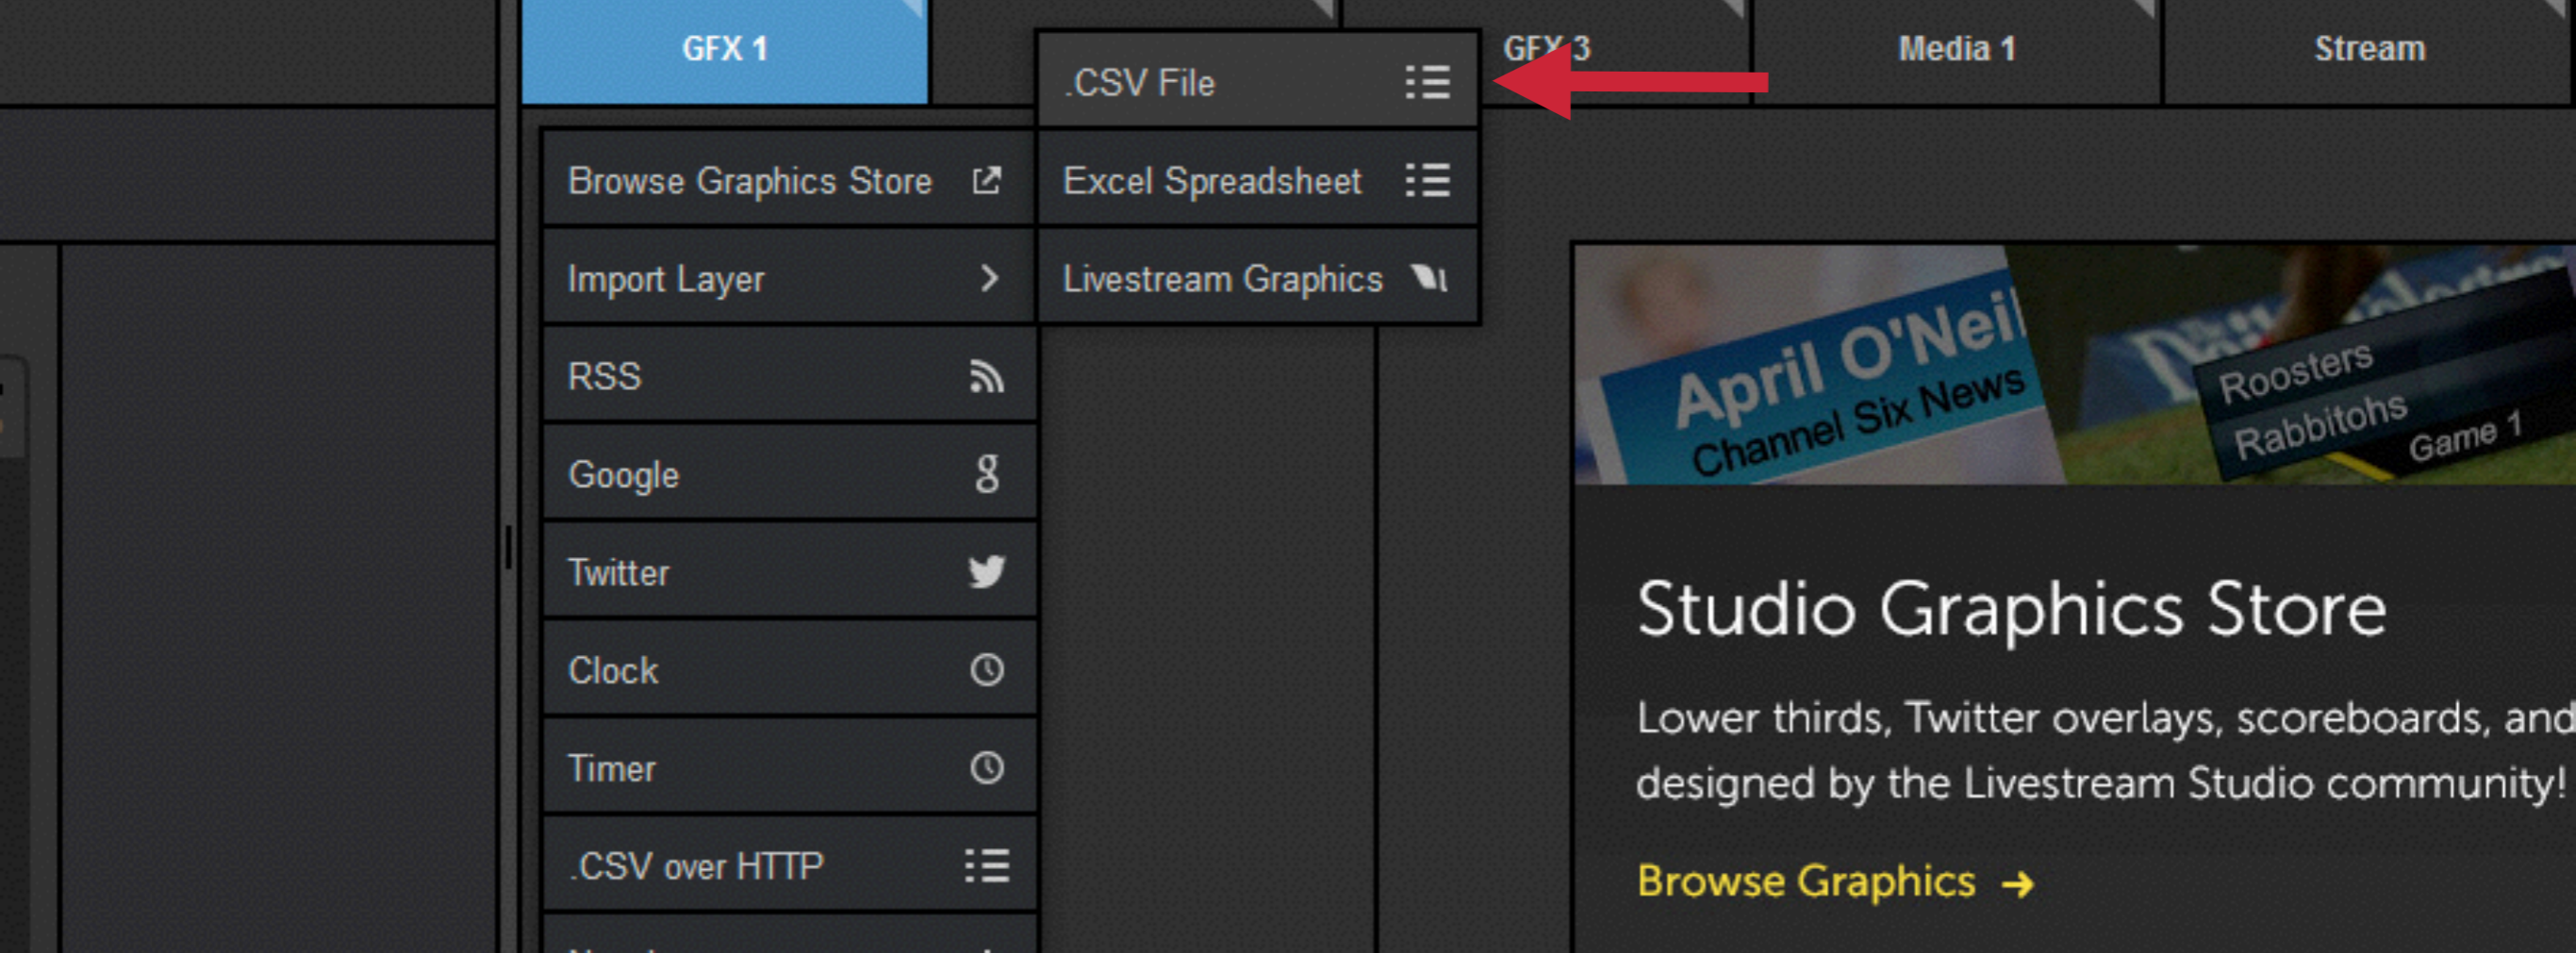 GFX 1
GFX 3
Media 1
Stream
.CSV File
Excel Spreadsheet
Livestream Graphics
Browse Graphics Store
Import Layer
RSS
Google
Twitter
Clock
Timer
.CSV over HTTP
April O'Neil
Channel Six News
Roosters
Rabbitohs
Game 1
Studio Graphics Store
Lower thirds, Twitter overlays, scoreboards, and
designed by the Livestream Studio community!
Browse Graphics →